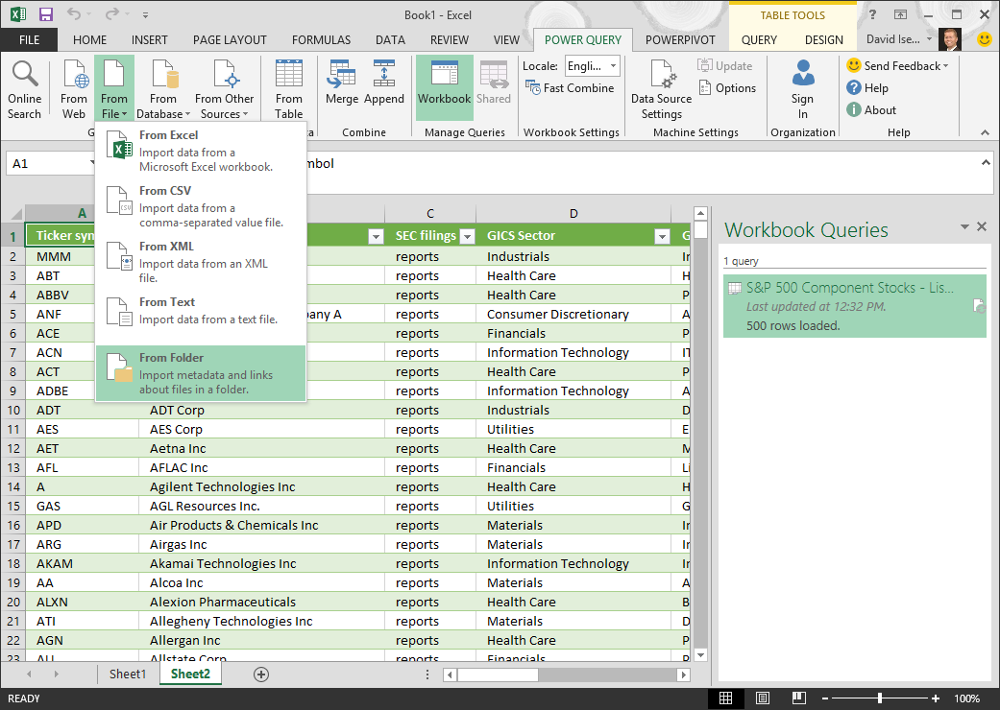 Book1 - Excel
TABLE TOOLS
?
FILE HOME INSERT PAGE LAYOUT FORMULAS DATA REVIEW VIEW POWER QUERY POWERPIVOT QUERY DESIGN David Ise...
Online Search
From Web
From File
From Database
From Other Sources
From Table
Merge
Append
Workbook
Shared
Locale: Engli...
Fast Combine
Data Source Settings
Update
Options
Sign In
Send Feedback
Help
About
Combine
Manage Queries
Workbook Settings
Machine Settings
Organization
Help
From Excel
Import data from a
Microsoft Excel workbook.
From CSV
Import data from a
comma-separated value file.
From XML
Import data from an XML
file.
From Text
Import data from a text file.
From Folder
Import metadata and links
about files in a folder.
A1
mbol
A C D
1 Ticker sym SEC filings GICS Sector G
2 MMM reports Industrials
3 ABT reports Health Care H
4 ABBV reports Health Care P
5 ANF pany A reports Consumer Discretionary A
6 ACE reports Financials P
7 ACN reports Information Technology IT
8 ACT reports Health Care P
9 ADBE reports Information Technology A
10 ADT ADT Corp reports Industrials D
11 AES AES Corp reports Utilities E
12 AET Aetna Inc reports Health Care M
13 AFL AFLAC Inc reports Financials Li
14 A Agilent Technologies Inc reports Health Care H
15 GAS AGL Resources Inc. reports Utilities G
16 APD Air Products & Chemicals Inc reports Materials
17 ARG Airgas Inc reports Materials
18 AKAM Akamai Technologies Inc reports Information Technology
19 AA Alcoa Inc reports Materials A
20 ALXN Alexion Pharmaceuticals reports Health Care B
21 ATI Allegheny Technologies Inc reports Materials D
22 AGN Allergan Inc reports Health Care P
23 ALL Allstate Corp reports Financials P
Workbook Queries
1 query
S&P 500 Component Stocks - Lis...
Last updated at 12:32 PM.
500 rows loaded.
Sheet1 Sheet2
READY
100%